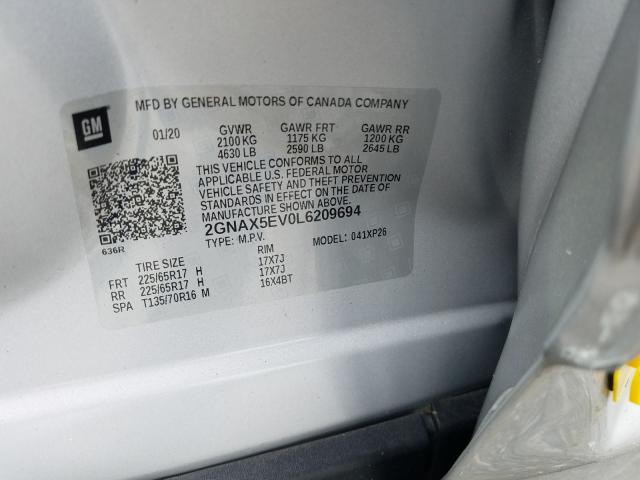 MFD BY GENERAL MOTORS OF CANADA COMPANY
GM
01/20 GVWR GAWR FRT GAWR RR
2100 KG 1175 KG 1200 KG
4630 LB 2590 LB 2645 LB
THIS VEHICLE CONFORMS TO ALL
APPLICABLE U.S. FEDERAL MOTOR
VEHICLE SAFETY AND THEFT PREVENTION
STANDARDS IN EFFECT ON THE DATE OF
MANUFACTURE SHOWN ABOVE.
2GNAX5EV0L6209694
636R TYPE: M.P.V. MODEL: 041XP26
TIRE SIZE RIM
FRT 225/65R17 H 17X7J
RR 225/65R17 H 17X7J
SPA T135/70R16 M 16X4BT